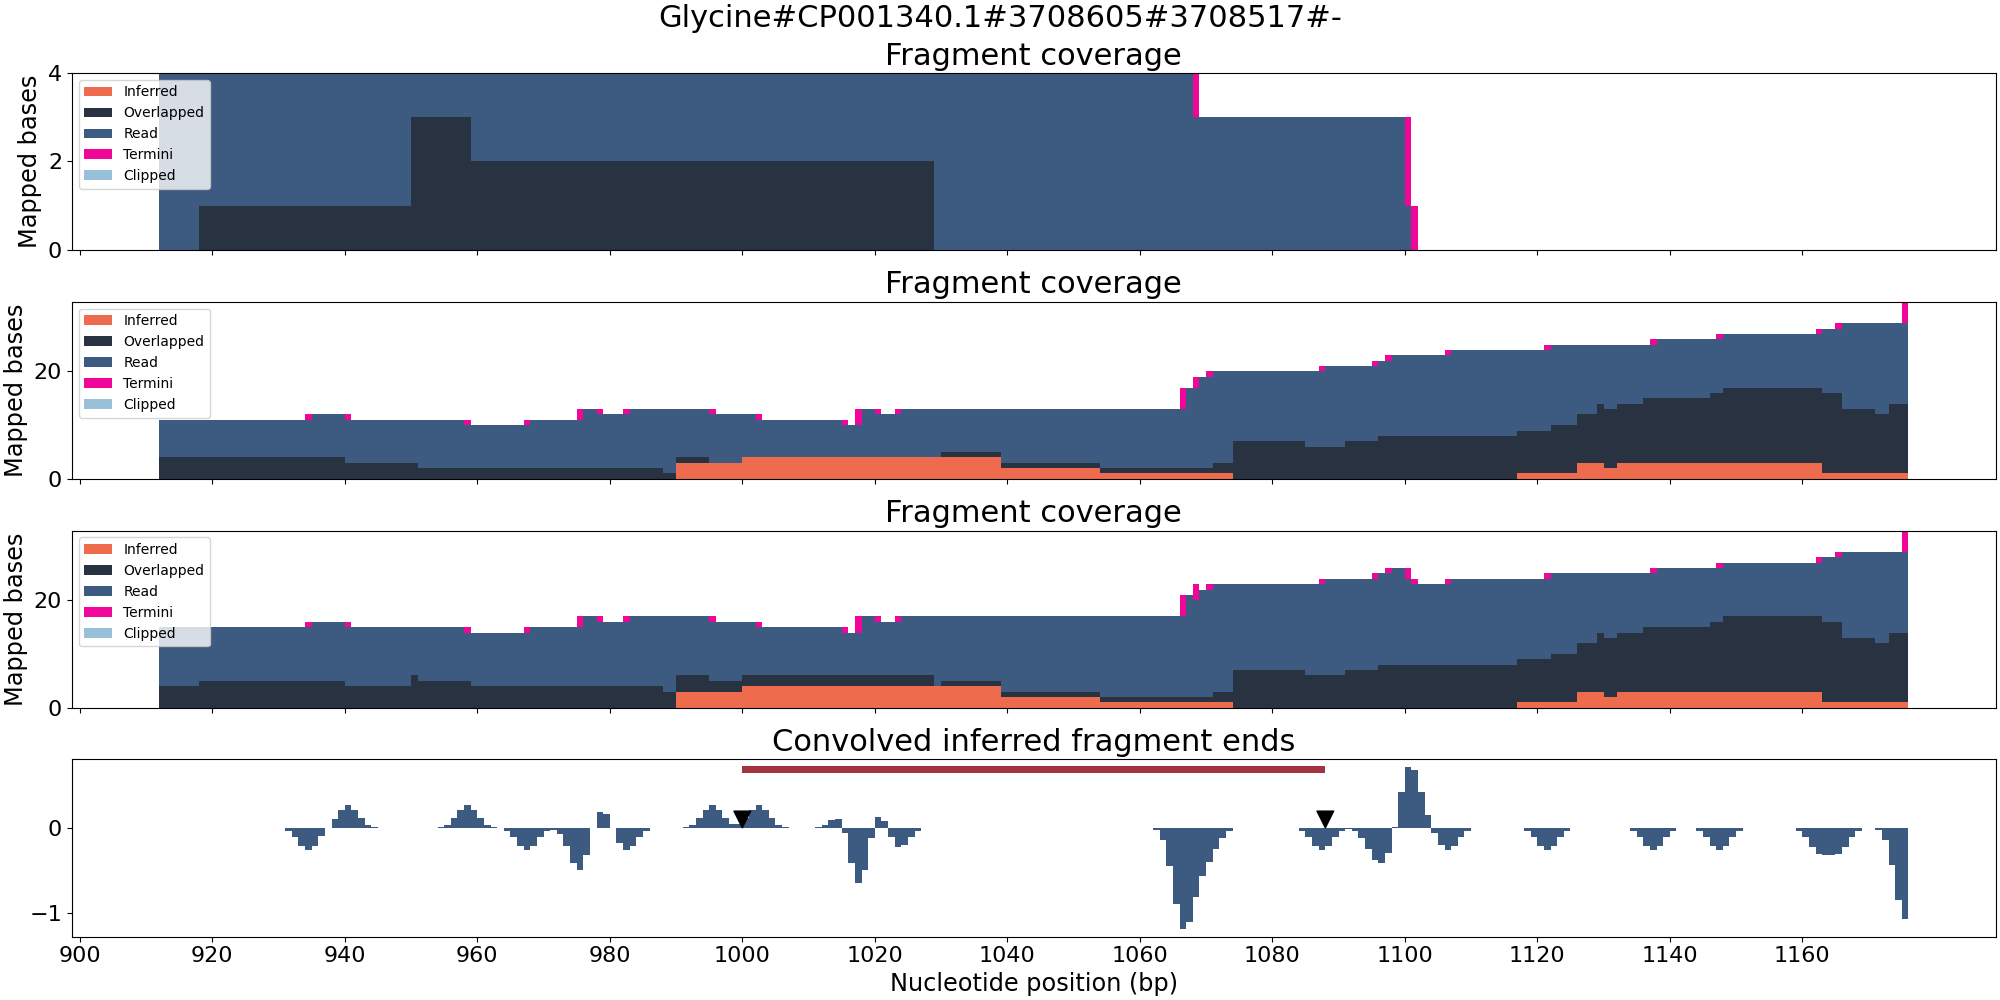 Glycine#CP001340.1#3708605#3708517#-
Fragment coverage
Mapped bases
4
2
0
Inferred
Overlapped
Read
Termini
Clipped
Fragment coverage
Mapped bases
20
0
Inferred
Overlapped
Read
Termini
Clipped
Fragment coverage
Mapped bases
20
0
Inferred
Overlapped
Read
Termini
Clipped
Convolved inferred fragment ends
0
−1
900 920 940 960 980 1000 1020 1040 1060 1080 1100 1120 1140 1160
Nucleotide position (bp)